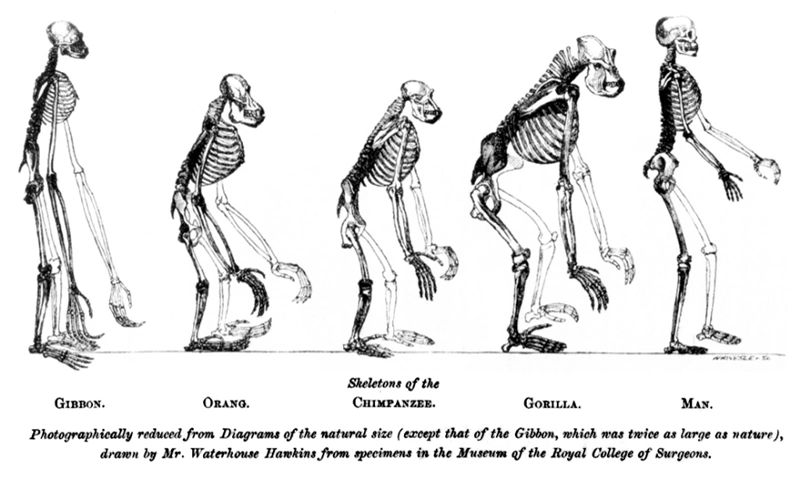 Skeletons of the
GIBBON. ORANG. CHIMPANZEE. GORILLA. MAN.
Photographically reduced from Diagrams of the natural size (except that of the Gibbon, which was twice as large as nature),
drawn by Mr. Waterhouse Hawkins from specimens in the Museum of the Royal College of Surgeons.